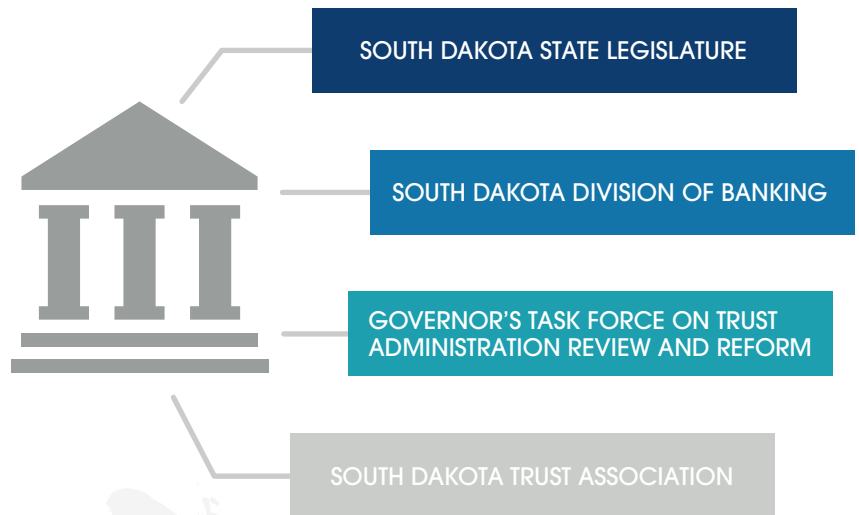 SOUTH DAKOTA STATE LEGISLATURE
SOUTH DAKOTA DIVISION OF BANKING
GOVERNOR’S TASK FORCE ON TRUST
ADMINISTRATION REVIEW AND REFORM
SOUTH DAKOTA TRUST ASSOCIATION